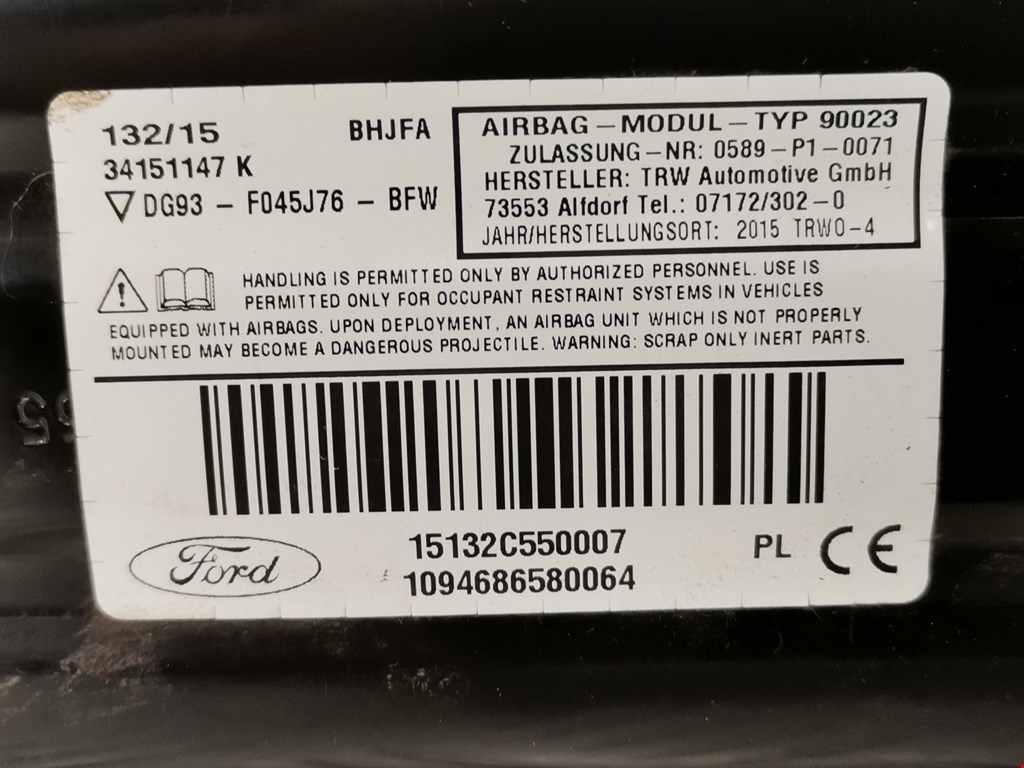 132/15
BHJFA
34151147 K
DG93 - F045J76 - BFW
AIRBAG-MODUL-TYP 90023
ZULASSUNG-NR: 0589-P1-0071
HERSTELLER: TRW Automotive GmbH
73553 Alfdorf Tel.: 07172/302-0
JAHR/HERSTELLUNGSORT: 2015 TRWO-4
HANDLING IS PERMITTED ONLY BY AUTHORIZED PERSONNEL. USE IS
PERMITTED ONLY FOR OCCUPANT RESTRAINT SYSTEMS IN VEHICLES
EQUIPPED WITH AIRBAGS. UPON DEPLOYMENT, AN AIRBAG UNIT WHICH IS NOT PROPERLY
MOUNTED MAY BECOME A DANGEROUS PROJECTILE. WARNING: SCRAP ONLY INERT PARTS.
Ford
15132C550007
1094686580064
PL CE